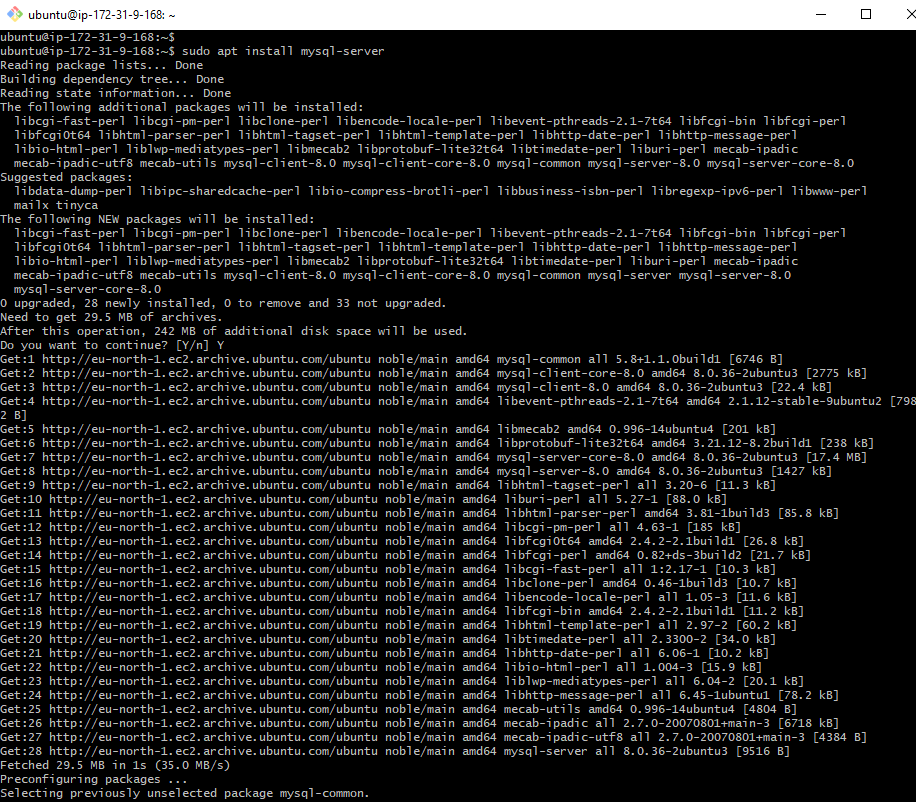 ubuntu@ip-172-31-9-168: ~
ubuntu@ip-172-31-9-168:~$
ubuntu@ip-172-31-9-168:~$ sudo apt install mysql-server
Reading package lists... Done
Building dependency tree... Done
Reading state information... Done
The following additional packages will be installed:
  libcgi-fast-perl libcgi-pm-perl libclone-perl libencode-locale-perl libevent-pthreads-2.1-7t64 libfcgi-bin libfcgi-perl
  libfcgi0t64 libhtml-parser-perl libhtml-tagset-perl libhtml-template-perl libhttp-date-perl libhttp-message-perl
  libio-html-perl liblwp-mediatypes-perl libmecab2 libprotobuf-lite32t64 libtimedate-perl liburi-perl mecab-ipadic
  mecab-ipadic-utf8 mecab-utils mysql-client-8.0 mysql-client-core-8.0 mysql-common mysql-server-8.0 mysql-server-core-8.0
Suggested packages:
  libdata-dump-perl libipc-sharedcache-perl libio-compress-brotli-perl libbusiness-isbn-perl libregexp-ipv6-perl libwww-perl
  mailx tinyca
The following NEW packages will be installed:
  libcgi-fast-perl libcgi-pm-perl libclone-perl libencode-locale-perl libevent-pthreads-2.1-7t64 libfcgi-bin libfcgi-perl
  libfcgi0t64 libhtml-parser-perl libhtml-tagset-perl libhtml-template-perl libhttp-date-perl libhttp-message-perl
  libio-html-perl liblwp-mediatypes-perl libmecab2 libprotobuf-lite32t64 libtimedate-perl liburi-perl mecab-ipadic
  mecab-ipadic-utf8 mecab-utils mysql-client-8.0 mysql-client-core-8.0 mysql-common mysql-server mysql-server-8.0
  mysql-server-core-8.0
0 upgraded, 28 newly installed, 0 to remove and 33 not upgraded.
Need to get 29.5 MB of archives.
After this operation, 242 MB of additional disk space will be used.
Do you want to continue? [Y/n] Y
Get:1 http://eu-north-1.ec2.archive.ubuntu.com/ubuntu noble/main amd64 mysql-common all 5.8+1.1.0build1 [6746 B]
Get:2 http://eu-north-1.ec2.archive.ubuntu.com/ubuntu noble/main amd64 mysql-client-core-8.0 amd64 8.0.36-2ubuntu3 [2775 kB]
Get:3 http://eu-north-1.ec2.archive.ubuntu.com/ubuntu noble/main amd64 mysql-client-8.0 amd64 8.0.36-2ubuntu3 [22.4 kB]
Get:4 http://eu-north-1.ec2.archive.ubuntu.com/ubuntu noble/main amd64 libevent-pthreads-2.1-7t64 amd64 2.1.12-stable-9ubuntu2 [798
2 B]
Get:5 http://eu-north-1.ec2.archive.ubuntu.com/ubuntu noble/main amd64 libmecab2 amd64 0.996-14ubuntu4 [201 kB]
Get:6 http://eu-north-1.ec2.archive.ubuntu.com/ubuntu noble/main amd64 libprotobuf-lite32t64 amd64 3.21.12-8.2build1 [238 kB]
Get:7 http://eu-north-1.ec2.archive.ubuntu.com/ubuntu noble/main amd64 mysql-server-core-8.0 amd64 8.0.36-2ubuntu3 [17.4 MB]
Get:8 http://eu-north-1.ec2.archive.ubuntu.com/ubuntu noble/main amd64 mysql-server-8.0 amd64 8.0.36-2ubuntu3 [1427 kB]
Get:9 http://eu-north-1.ec2.archive.ubuntu.com/ubuntu noble/main amd64 libhtml-tagset-perl all 3.20-6 [11.3 kB]
Get:10 http://eu-north-1.ec2.archive.ubuntu.com/ubuntu noble/main amd64 liburi-perl all 5.27-1 [88.0 kB]
Get:11 http://eu-north-1.ec2.archive.ubuntu.com/ubuntu noble/main amd64 libhtml-parser-perl amd64 3.81-1build3 [85.8 kB]
Get:12 http://eu-north-1.ec2.archive.ubuntu.com/ubuntu noble/main amd64 libcgi-pm-perl all 4.63-1 [185 kB]
Get:13 http://eu-north-1.ec2.archive.ubuntu.com/ubuntu noble/main amd64 libfcgi0t64 amd64 2.4.2-2.1build1 [26.8 kB]
Get:14 http://eu-north-1.ec2.archive.ubuntu.com/ubuntu noble/main amd64 libfcgi-perl amd64 0.82+ds-3build2 [21.7 kB]
Get:15 http://eu-north-1.ec2.archive.ubuntu.com/ubuntu noble/main amd64 libcgi-fast-perl all 1:2.17-1 [10.3 kB]
Get:16 http://eu-north-1.ec2.archive.ubuntu.com/ubuntu noble/main amd64 libclone-perl amd64 0.46-1build3 [10.7 kB]
Get:17 http://eu-north-1.ec2.archive.ubuntu.com/ubuntu noble/main amd64 libencode-locale-perl all 1.05-3 [11.6 kB]
Get:18 http://eu-north-1.ec2.archive.ubuntu.com/ubuntu noble/main amd64 libfcgi-bin amd64 2.4.2-2.1build1 [11.2 kB]
Get:19 http://eu-north-1.ec2.archive.ubuntu.com/ubuntu noble/main amd64 libhtml-template-perl all 2.97-2 [60.2 kB]
Get:20 http://eu-north-1.ec2.archive.ubuntu.com/ubuntu noble/main amd64 libtimedate-perl all 2.3300-2 [34.0 kB]
Get:21 http://eu-north-1.ec2.archive.ubuntu.com/ubuntu noble/main amd64 libhttp-date-perl all 6.06-1 [10.2 kB]
Get:22 http://eu-north-1.ec2.archive.ubuntu.com/ubuntu noble/main amd64 libio-html-perl all 1.004-3 [15.9 kB]
Get:23 http://eu-north-1.ec2.archive.ubuntu.com/ubuntu noble/main amd64 liblwp-mediatypes-perl all 6.04-2 [20.1 kB]
Get:24 http://eu-north-1.ec2.archive.ubuntu.com/ubuntu noble/main amd64 libhttp-message-perl all 6.45-1ubuntu1 [78.2 kB]
Get:25 http://eu-north-1.ec2.archive.ubuntu.com/ubuntu noble/main amd64 mecab-utils amd64 0.996-14ubuntu4 [4804 B]
Get:26 http://eu-north-1.ec2.archive.ubuntu.com/ubuntu noble/main amd64 mecab-ipadic all 2.7.0-20070801+main-3 [6718 kB]
Get:27 http://eu-north-1.ec2.archive.ubuntu.com/ubuntu noble/main amd64 mecab-ipadic-utf8 all 2.7.0-20070801+main-3 [4384 B]
Get:28 http://eu-north-1.ec2.archive.ubuntu.com/ubuntu noble/main amd64 mysql-server all 8.0.36-2ubuntu3 [9516 B]
Fetched 29.5 MB in 1s (35.0 MB/s)
Preconfiguring packages ...
Selecting previously unselected package mysql-common.